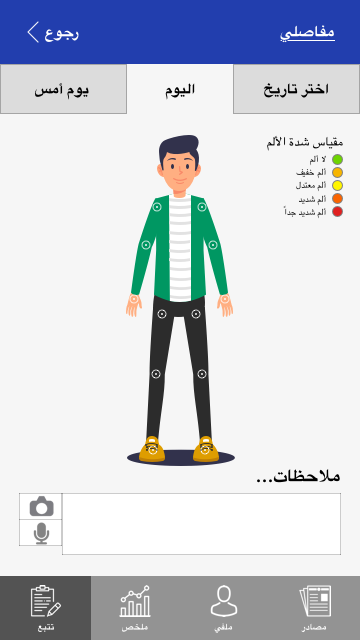 مفاصلي
رجوع
اختر تاريخ
اليوم
يوم أمس
مقياس شدة الألم
لا ألم
ألم خفيف
ألم معتدل
ألم شديد
ألم شديد جداً
ملاحظات...
مصادر
ملفي
ملخص
تتبع